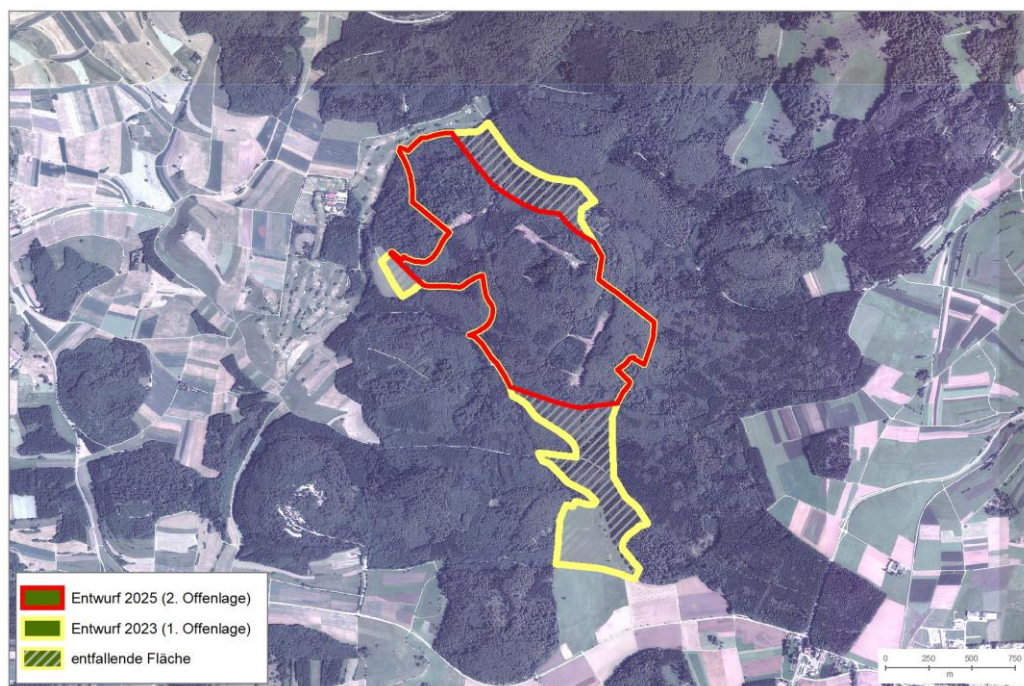 Entwurf 2025 (2. Offenlage)
Entwurf 2023 (1. Offenlage)
entfallende Fläche
0 250 500 750
m